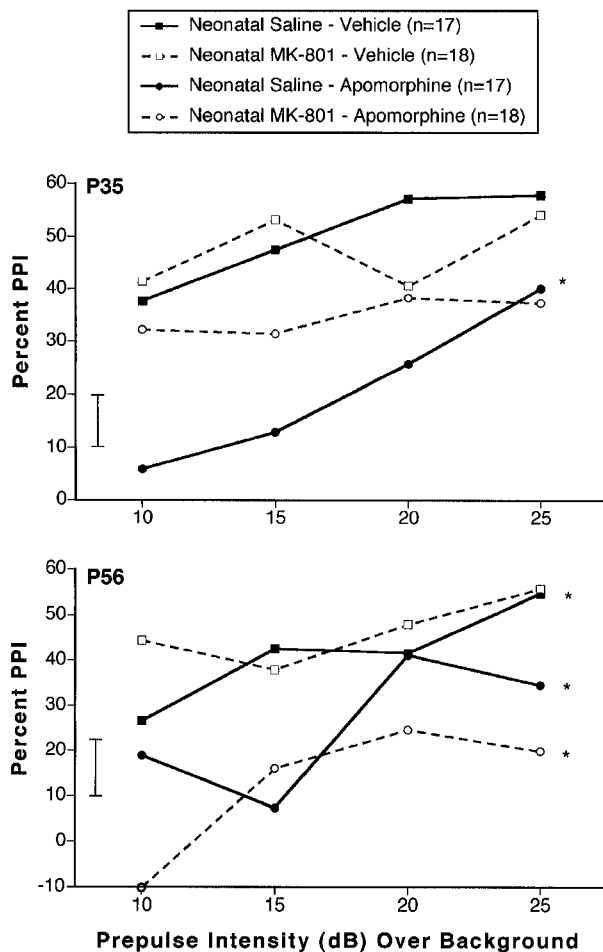 Neonatal Saline - Vehicle (n=17)
Neonatal MK-801 - Vehicle (n=18)
Neonatal Saline - Apomorphine (n=17)
Neonatal MK-801 - Apomorphine (n=18)
P35
Percent PPI
60
50
40
30
20
10
0
*
10 15 20 25
P56
Percent PPI
60
50
40
30
20
10
0
-10
*
*
*
10 15 20 25
Prepulse Intensity (dB) Over Background